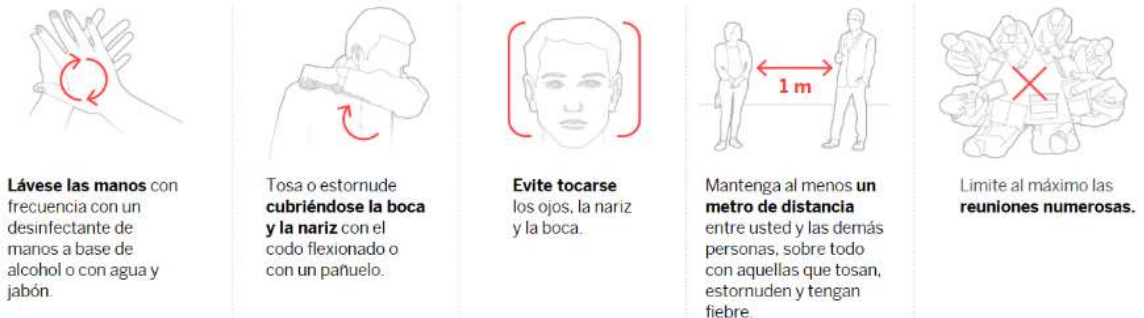 Lávese las manos con
frecuencia con un
desinfectante de
manos a base de
alcohol o con agua y
jabón.
Tosa o estornude
cubriéndose la boca
y la nariz con el
codo flexionado o
con un pañuelo.
Evite tocarse
los ojos, la nariz
y la boca.
1 m
Mantenga al menos un
metro de distancia
entre usted y las demás
personas, sobre todo
con aquellas que tosan,
estornuden y tengan
fiebre.
Limite al máximo las
reuniones numerosas.